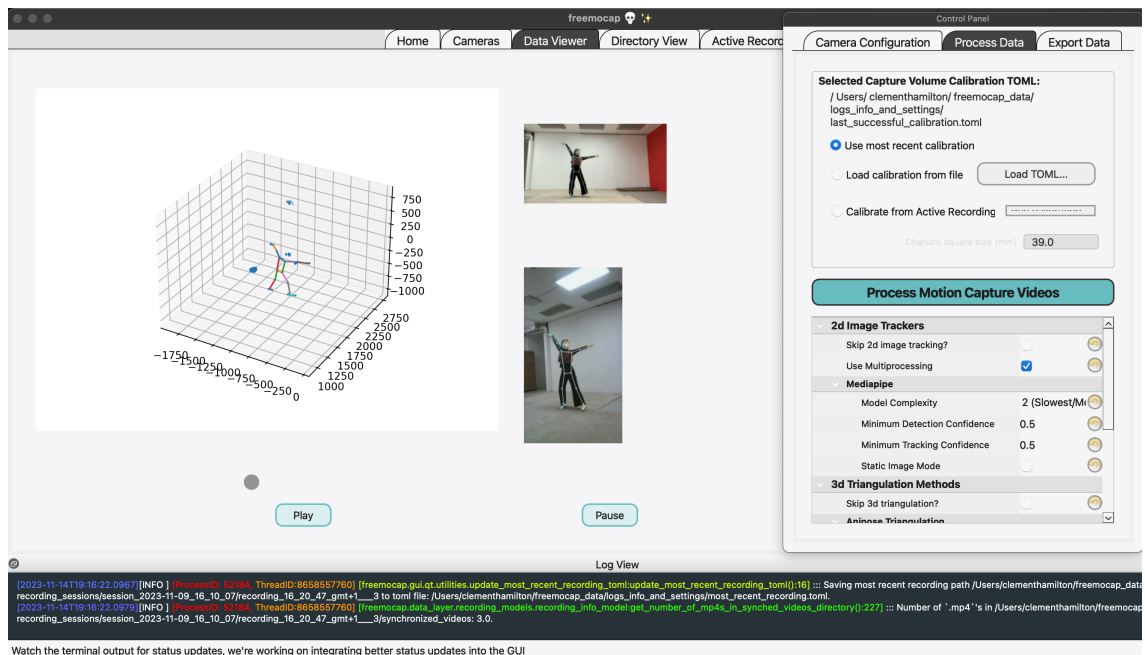 freemocap 💀 ✨
Home
Cameras
Data Viewer
Directory View
Active Record
750
500
250
0
−250
−500
−750
−1000
2750
2500
2250
2000
1750
1500
1250
1000
−1750
−1500
−1250
−1000
−750
−500
−250
0
Play
Pause
Control Panel
Camera Configuration
Process Data
Export Data
Selected Capture Volume Calibration TOML:
/ Users/ clementhamilton/ freemocap_data/
logs_info_and_settings/
last_successful_calibration.toml
Use most recent calibration
Load calibration from file
Load TOML...
Calibrate from Active Recording
Charuco square size (mm)
39.0
Process Motion Capture Videos
2d Image Trackers
Skip 2d image tracking?
Use Multiprocessing
Mediapipe
Model Complexity 2 (Slowest/Mo
Minimum Detection Confidence 0.5
Minimum Tracking Confidence 0.5
Static Image Mode
3d Triangulation Methods
Skip 3d triangulation?
Anipose Triangulation
Log View
[2023-11-14T19:16:22.0967][INFO ] [ProcessID: 52184, ThreadID:8658557760] [freemocap.gui.qt.utilities.update_most_recent_recording_toml:update_most_recent_recording_toml():16] ::: Saving most recent recording path /Users/clementhamilton/freemocap_data
recording_sessions/session_2023-11-09_16_10_07/recording_16_20_47_gmt+1___3 to toml file: /Users/clementhamilton/freemocap_data/logs_info_and_settings/most_recent_recording.toml.
[2023-11-14T19:16:22.0979][INFO ] [ProcessID: 52184, ThreadID:8658557760] [freemocap.data_layer.recording_models.recording_info_model:get_number_of_mp4s_in_synched_videos_directory():227] ::: Number of `.mp4`'s in /Users/clementhamilton/freemocap
recording_sessions/session_2023-11-09_16_10_07/recording_16_20_47_gmt+1___3/synchronized_videos: 3.0.
Watch the terminal output for status updates, we're working on integrating better status updates into the GUI